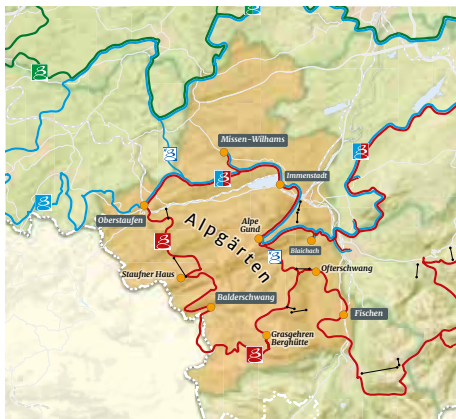 Missen-Wilhams
Immenstadt
Oberstaufen
Alpgärten
Alpe
Gund
Blaichach
Staufner Haus
Ofterschwang
Balderschwang
Fischen
Grasgehren
Berghütte